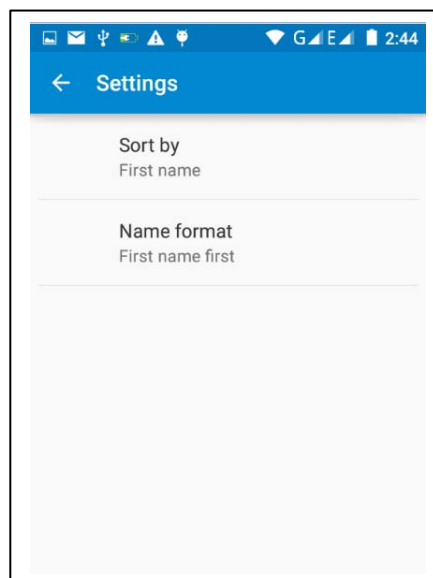 G E 2:44
Settings
Sort by
First name
Name format
First name first